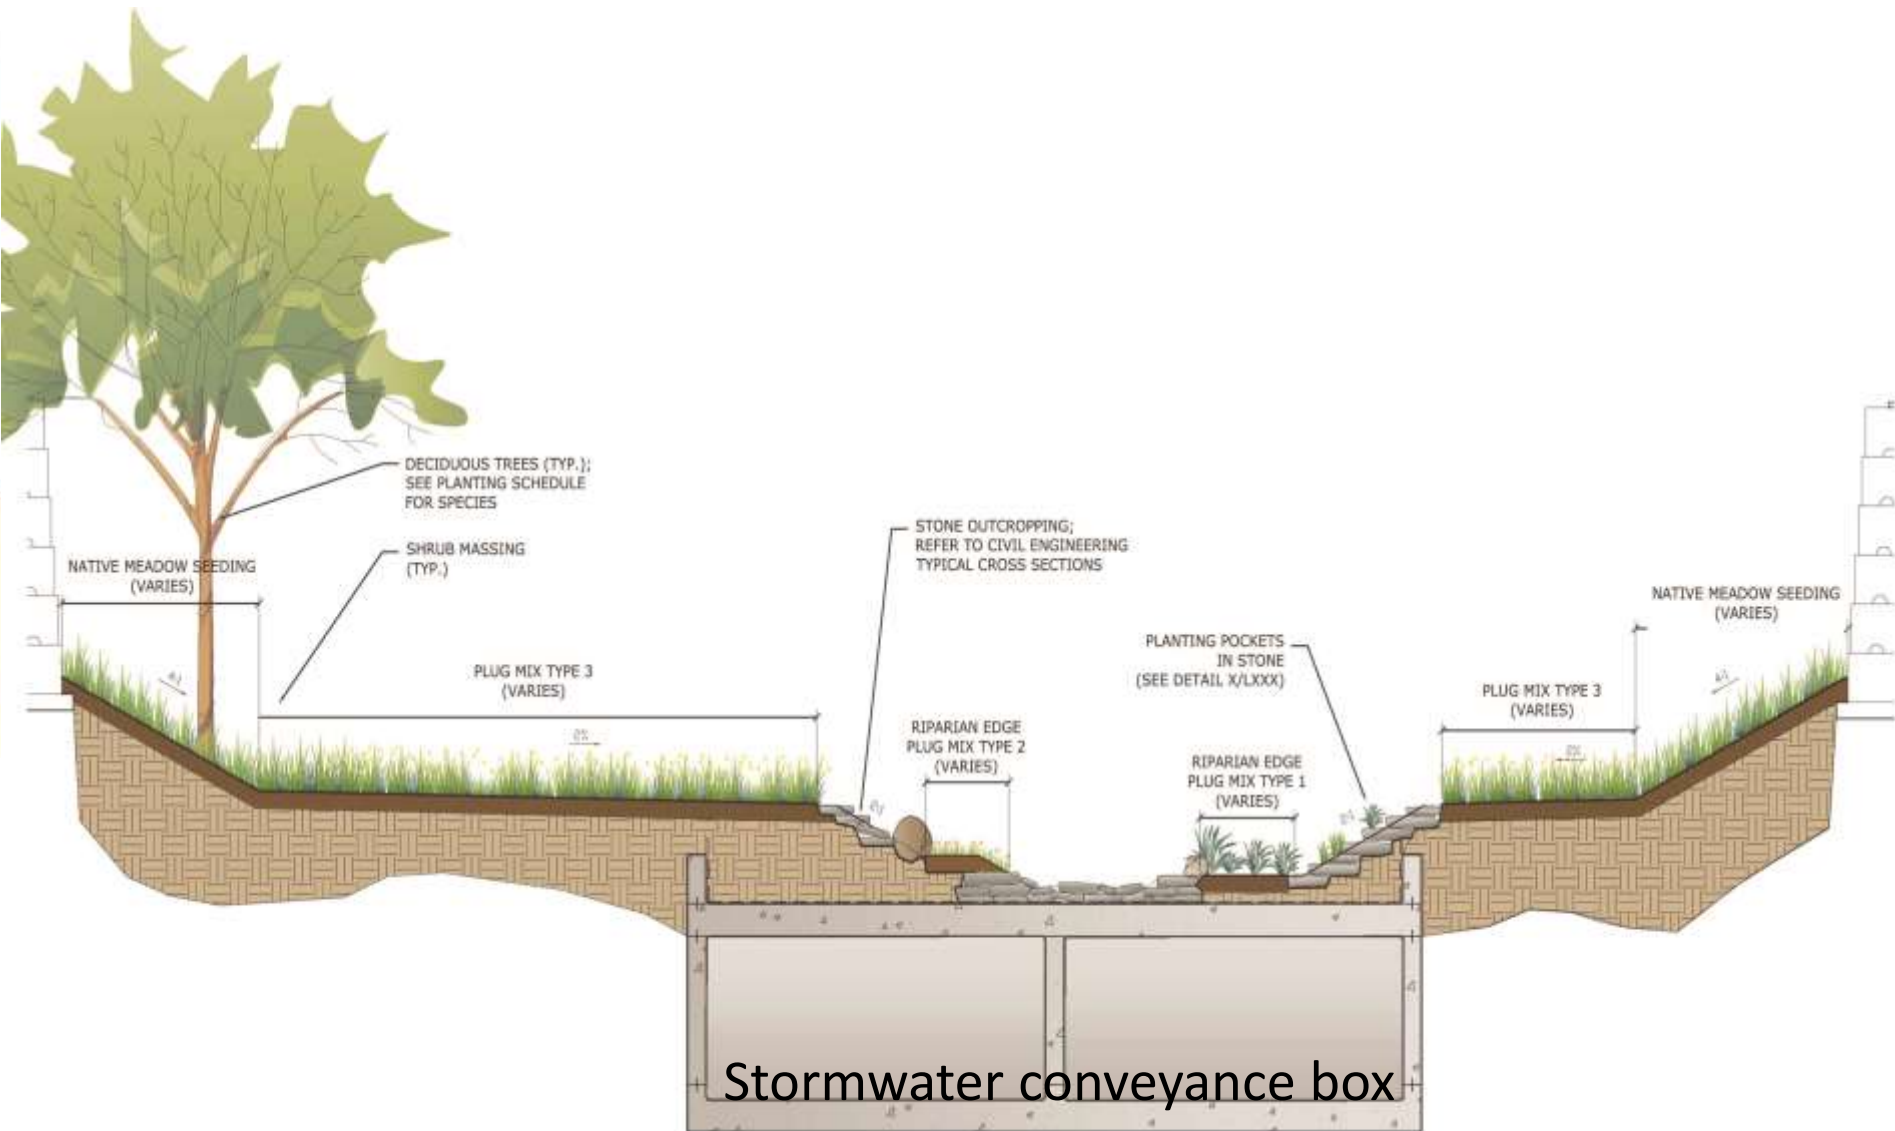 DECIDUOUS TREES (TYP.);
SEE PLANTING SCHEDULE
FOR SPECIES
SHRUB MASSING
(TYP.)
NATIVE MEADOW SEEDING
(VARIES)
PLUG MIX TYPE 3
(VARIES)
STONE OUTCROPPING;
REFER TO CIVIL ENGINEERING
TYPICAL CROSS SECTIONS
RIPARIAN EDGE
PLUG MIX TYPE 2
(VARIES)
PLANTING POCKETS
IN STONE
(SEE DETAIL X/LXXX)
RIPARIAN EDGE
PLUG MIX TYPE 1
(VARIES)
NATIVE MEADOW SEEDING
(VARIES)
PLUG MIX TYPE 3
(VARIES)
Stormwater conveyance box